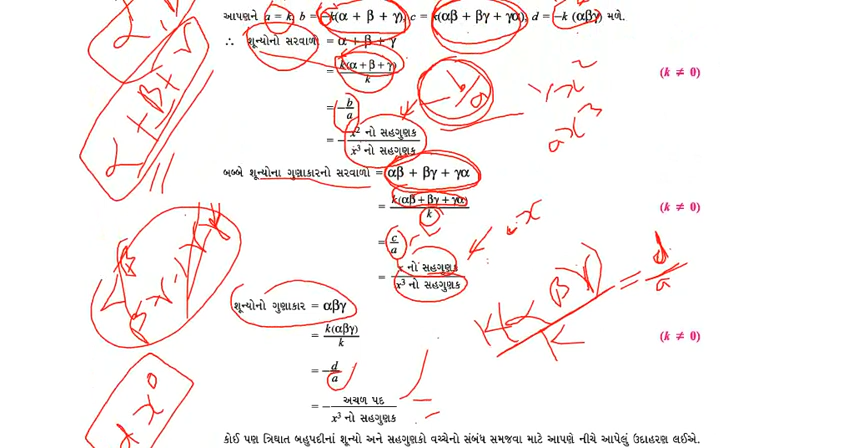 આપણને a = k, b = –k(α + β + γ), c = k(αβ + βγ + γα), d = –k (αβγ) મળે.
∴ શૂન્યોનો સરવાળો = α + β + γ
= k(α + β + γ) / k (k ≠ 0)
= – b/a
– b/a
= – x² નો સહગુણક / x³ નો સહગુણક
ax³
α + β + γ
બબ્બે શૂન્યોના ગુણાકારનો સરવાળો = αβ + βγ + γα
= k(αβ + βγ + γα) / k (k ≠ 0)
= c/a
x
= x નો સહગુણક / x³ નો સહગુણક
શૂન્યોનો ગુણાકાર = αβγ
= k(αβγ) / k (k ≠ 0)
= d/a
= – d/a
= – અચળ પદ / x³ નો સહગુણક
કોઈ પણ ત્રિઘાત બહુપદીનાં શૂન્યો અને સહગુણકો વચ્ચેનો સંબંધ સમજવા માટે આપણે નીચે આપેલું ઉદાહરણ લઈએ.